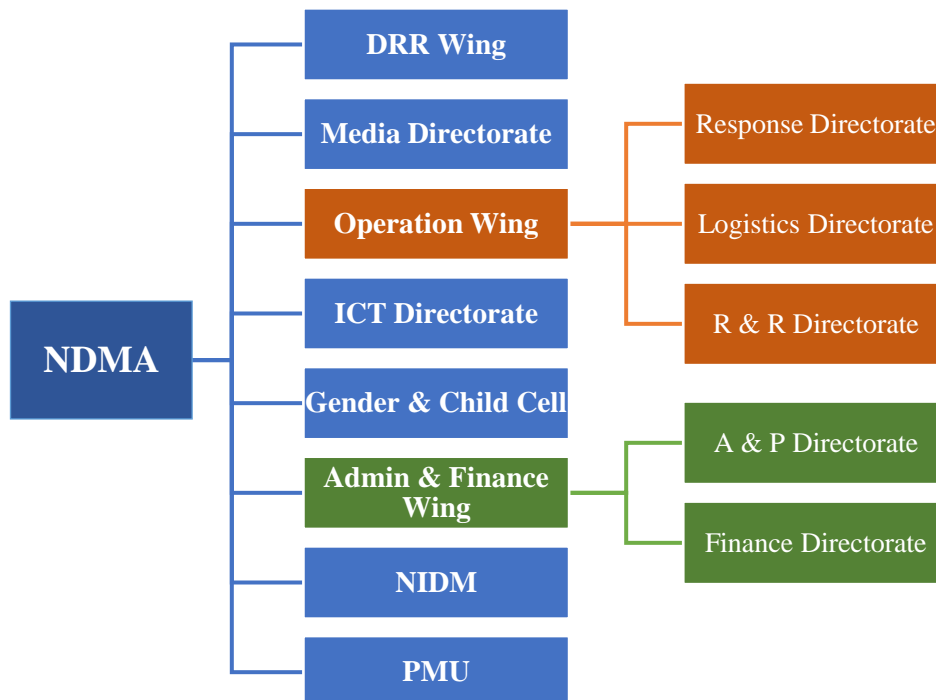 NDMA
DRR Wing
Media Directorate
Operation Wing
ICT Directorate
Gender & Child Cell
Admin & Finance
Wing
NIDM
PMU
Response Directorate
Logistics Directorate
R & R Directorate
A & P Directorate
Finance Directorate